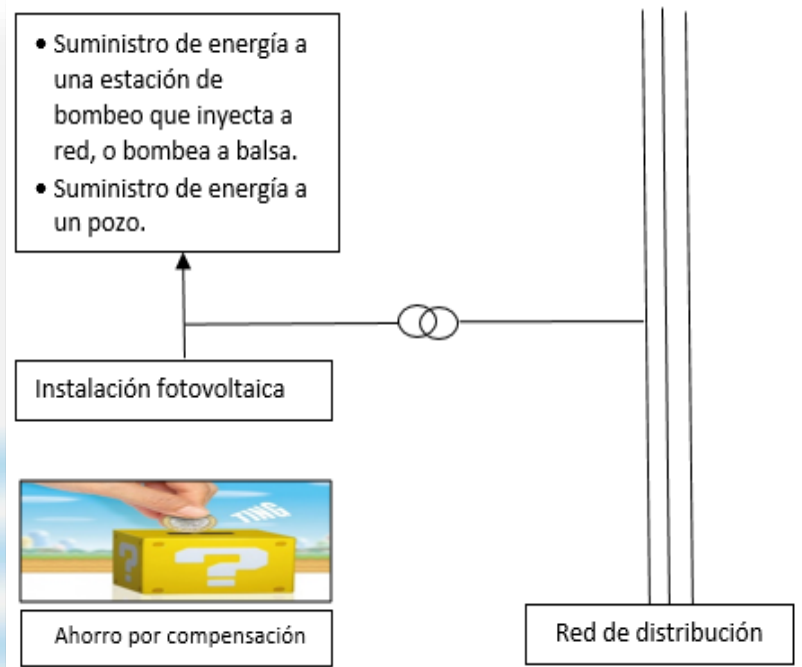 • Suministro de energía a
una estación de
bombeo que inyecta a
red, o bombea a balsa.
• Suministro de energía a
un pozo.
Instalación fotovoltaica
TING
?
?
Ahorro por compensación
Red de distribución